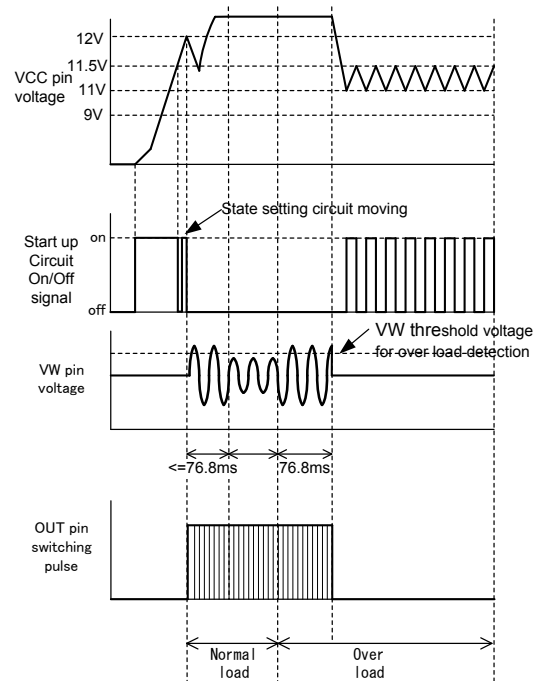 12V
11.5V
VCC pin
voltage
11V
9V
State setting circuit moving
Start up
Circuit
On/Off
signal
on
off
VW threshold voltage
for over load detection
VW pin
voltage
<=76.8ms
76.8ms
OUT pin
switching
pulse
Normal
load
Over
load